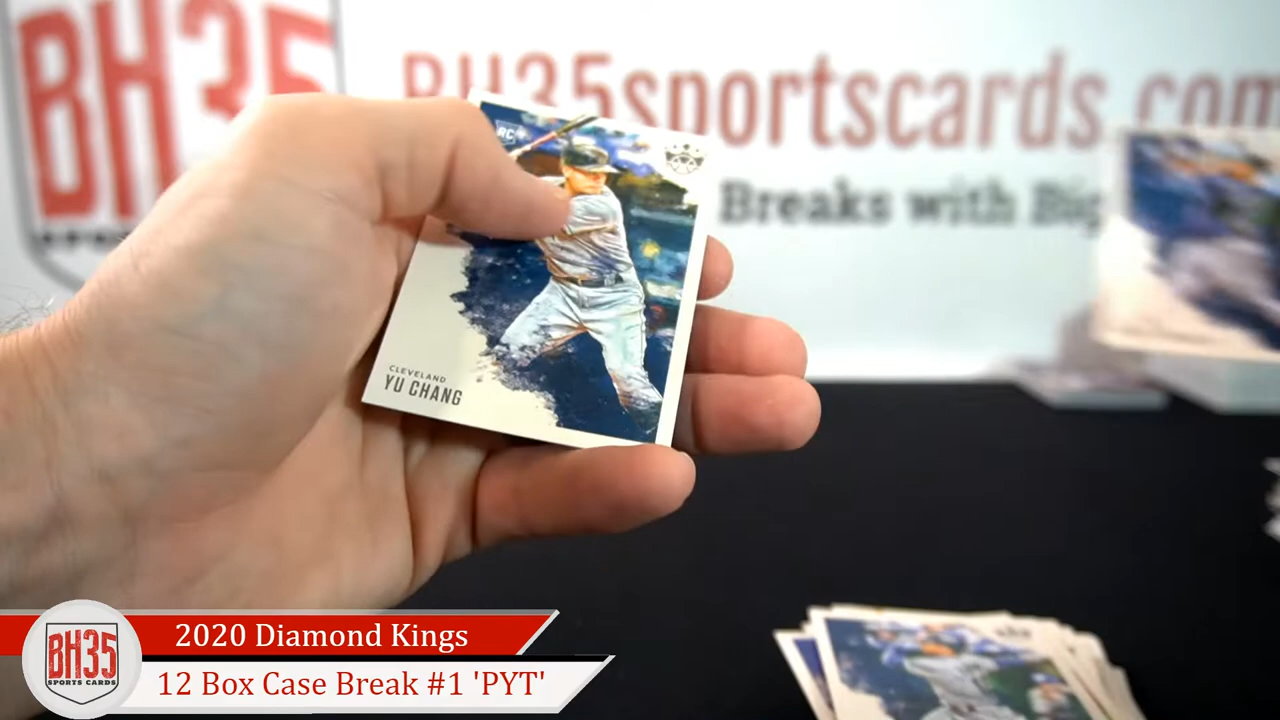 BH35
SPORTS
BH35sportscards.com
Breaks with Big
RC
CLEVELAND
YU CHANG
BH35
SPORTS CARDS
2020 Diamond Kings
12 Box Case Break #1 'PYT'